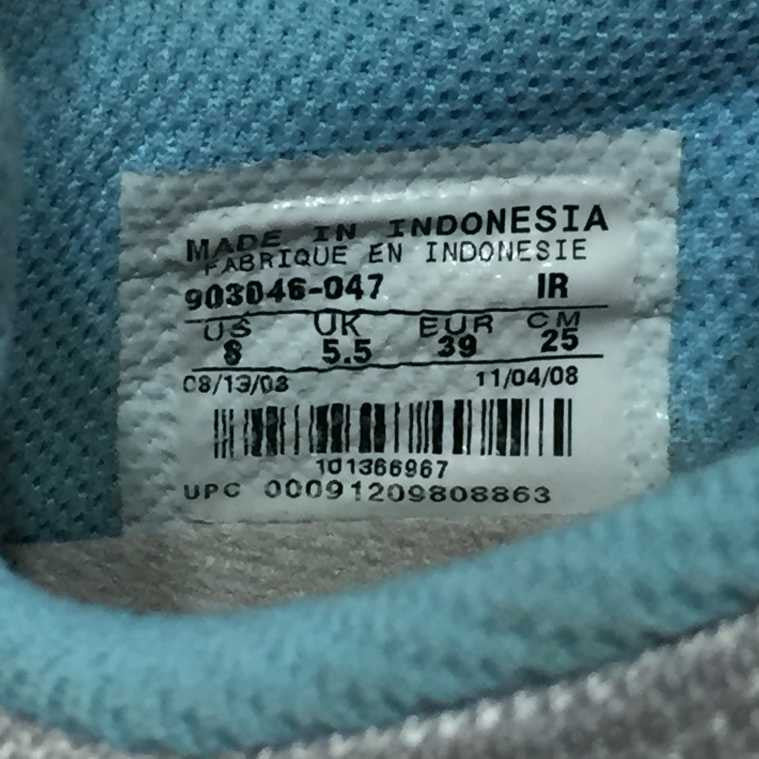 MADE IN INDONESIA
FABRIQUE EN INDONESIE
903046-047 IR
US UK EUR CM
8 5.5 39 25
08/13/08 11/04/08
101366967
UPC 00091209808863